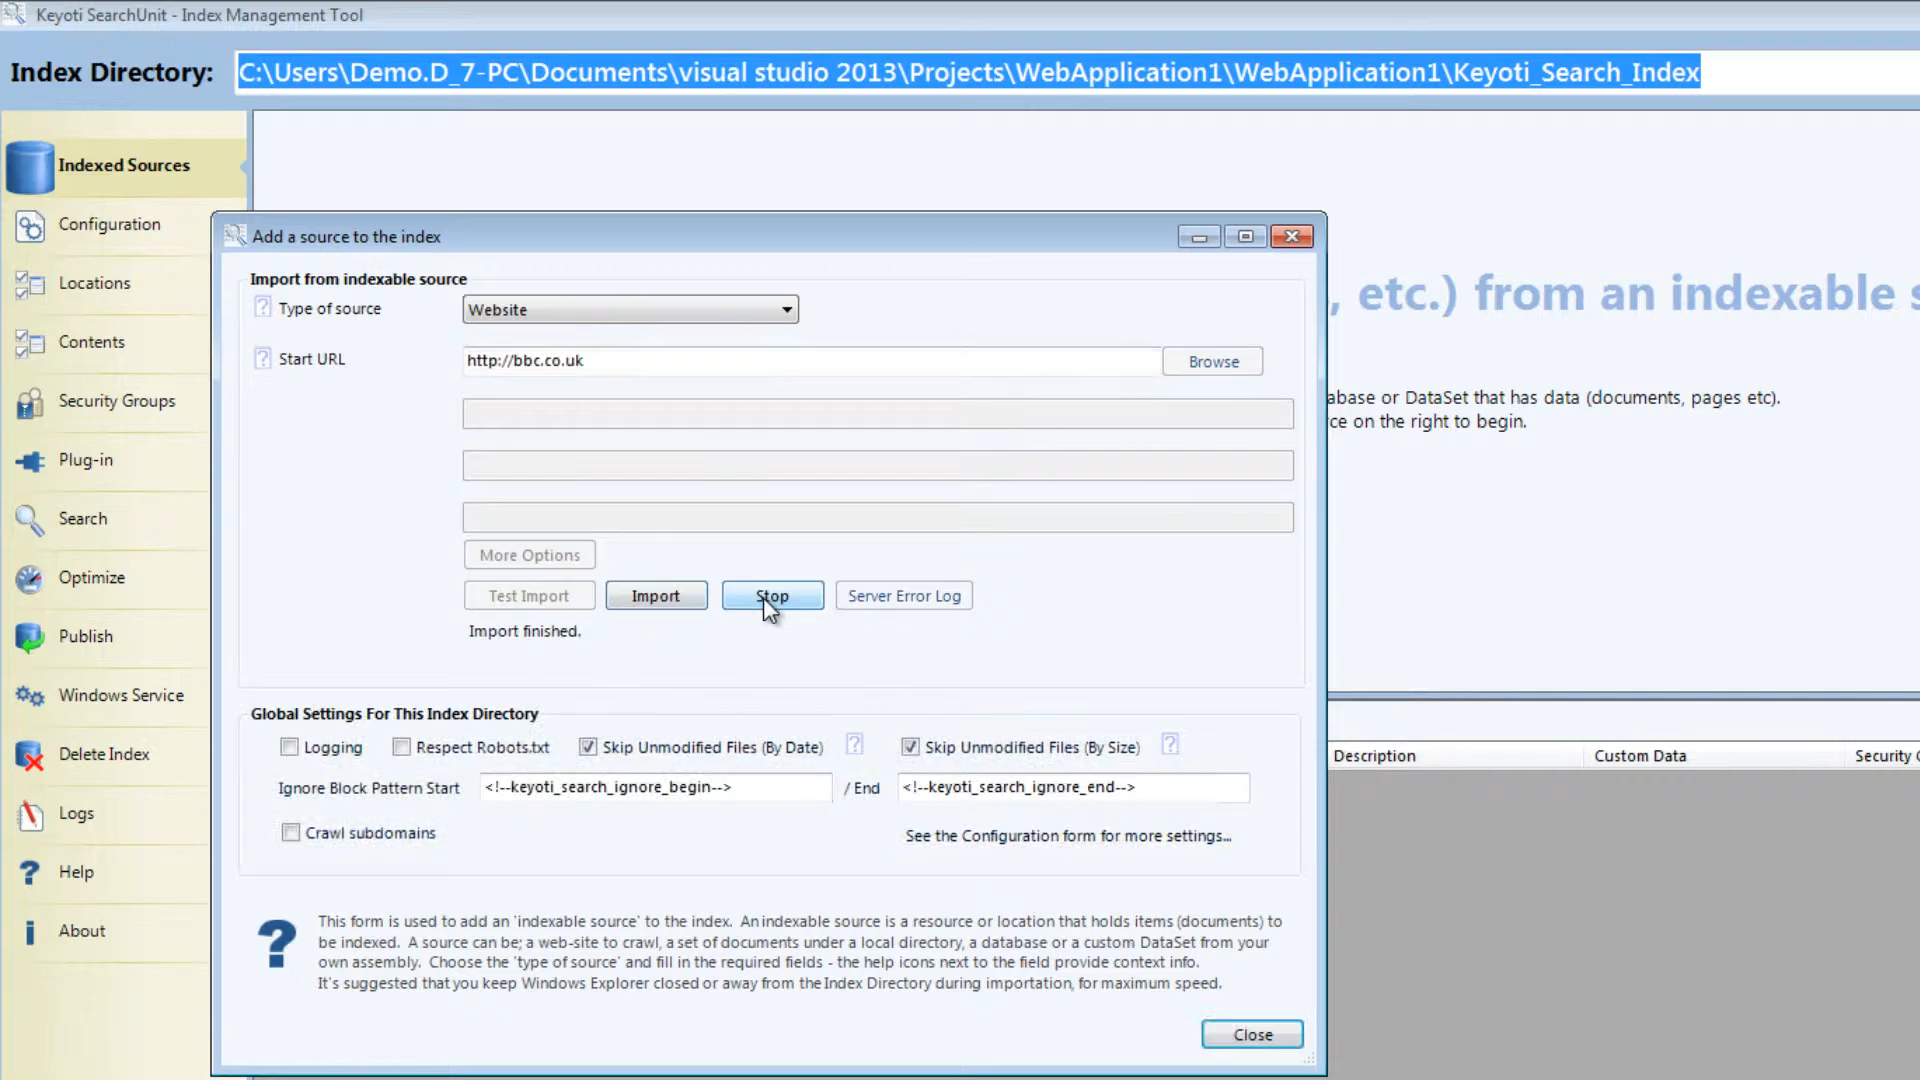 Keyoti SearchUnit - Index Management Tool
Index Directory: C:\Users\Demo.D_7-PC\Documents\visual studio 2013\Projects\WebApplication1\WebApplication1\Keyoti_Search_Index
Indexed Sources
Configuration
Locations
Contents
Security Groups
Plug-in
Search
Optimize
Publish
Windows Service
Delete Index
Logs
Help
About
, etc.) from an indexable s
abase or DataSet that has data (documents, pages etc).
ce on the right to begin.
Description Custom Data Security
Add a source to the index
Import from indexable source
? Type of source Website
? Start URL http://bbc.co.uk Browse
More Options
Test Import Import Stop Server Error Log
Import finished.
Global Settings For This Index Directory
Logging Respect Robots.txt Skip Unmodified Files (By Date) ? Skip Unmodified Files (By Size) ?
Ignore Block Pattern Start <!--keyoti_search_ignore_begin--> / End <!--keyoti_search_ignore_end-->
Crawl subdomains See the Configuration form for more settings...
? This form is used to add an 'indexable source' to the index. An indexable source is a resource or location that holds items (documents) to
be indexed. A source can be; a web-site to crawl, a set of documents under a local directory, a database or a custom DataSet from your
own assembly. Choose the 'type of source' and fill in the required fields - the help icons next to the field provide context info.
It's suggested that you keep Windows Explorer closed or away from the Index Directory during importation, for maximum speed.
Close